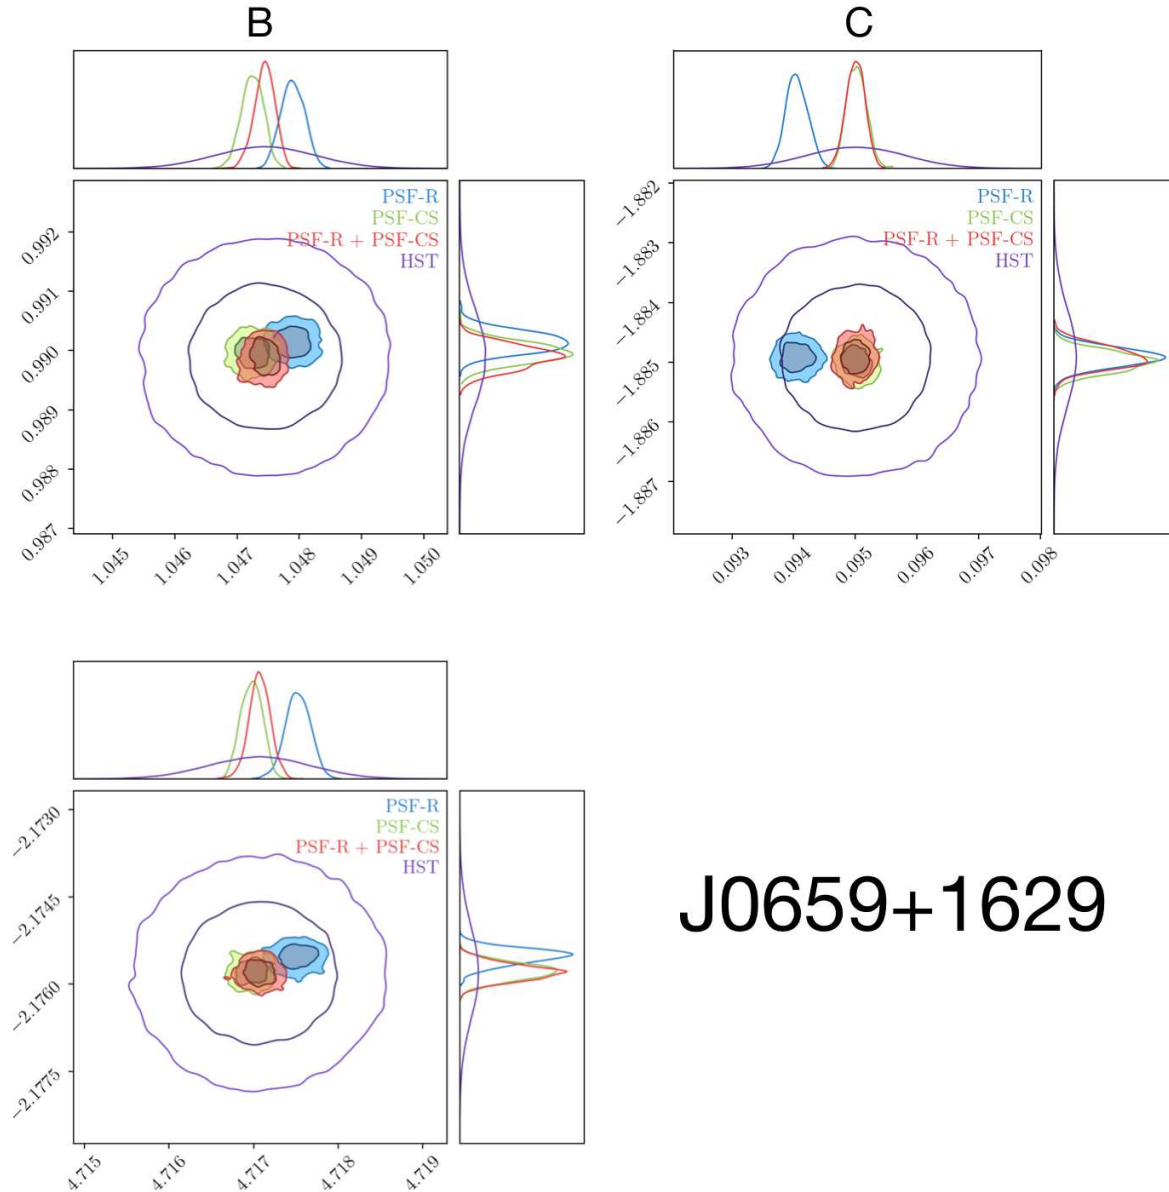 B
C
PSF-R
PSF-CS
PSF-R + PSF-CS
HST
0.992
0.991
0.990
0.989
0.988
0.987
1.045
1.046
1.047
1.048
1.049
1.050
PSF-R
PSF-CS
PSF-R + PSF-CS
HST
−1.882
−1.883
−1.884
−1.885
−1.886
−1.887
0.093
0.094
0.095
0.096
0.097
0.098
PSF-R
PSF-CS
PSF-R + PSF-CS
HST
−2.1730
−2.1745
−2.1760
−2.1775
4.715
4.716
4.717
4.718
4.719
J0659+1629